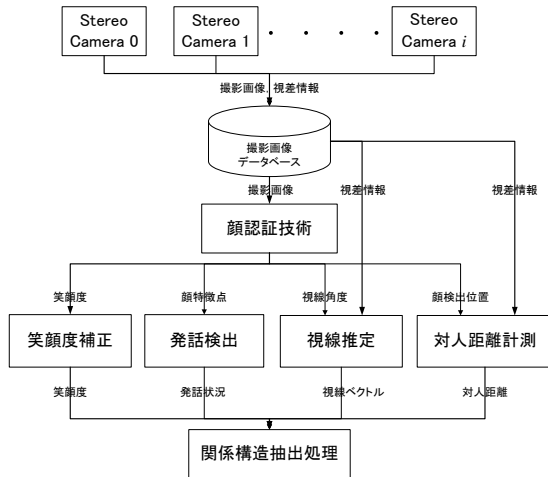 Stereo
Camera 0
Stereo
Camera 1
・ ・ ・ ・
Stereo
Camera i
撮影画像, 視差情報
撮影画像
データベース
撮影画像
視差情報
視差情報
顔認証技術
笑顔度
顔特徴点
視線角度
顔検出位置
笑顔度補正
発話検出
視線推定
対人距離計測
笑顔度
発話状況
視線ベクトル
対人距離
関係構造抽出処理